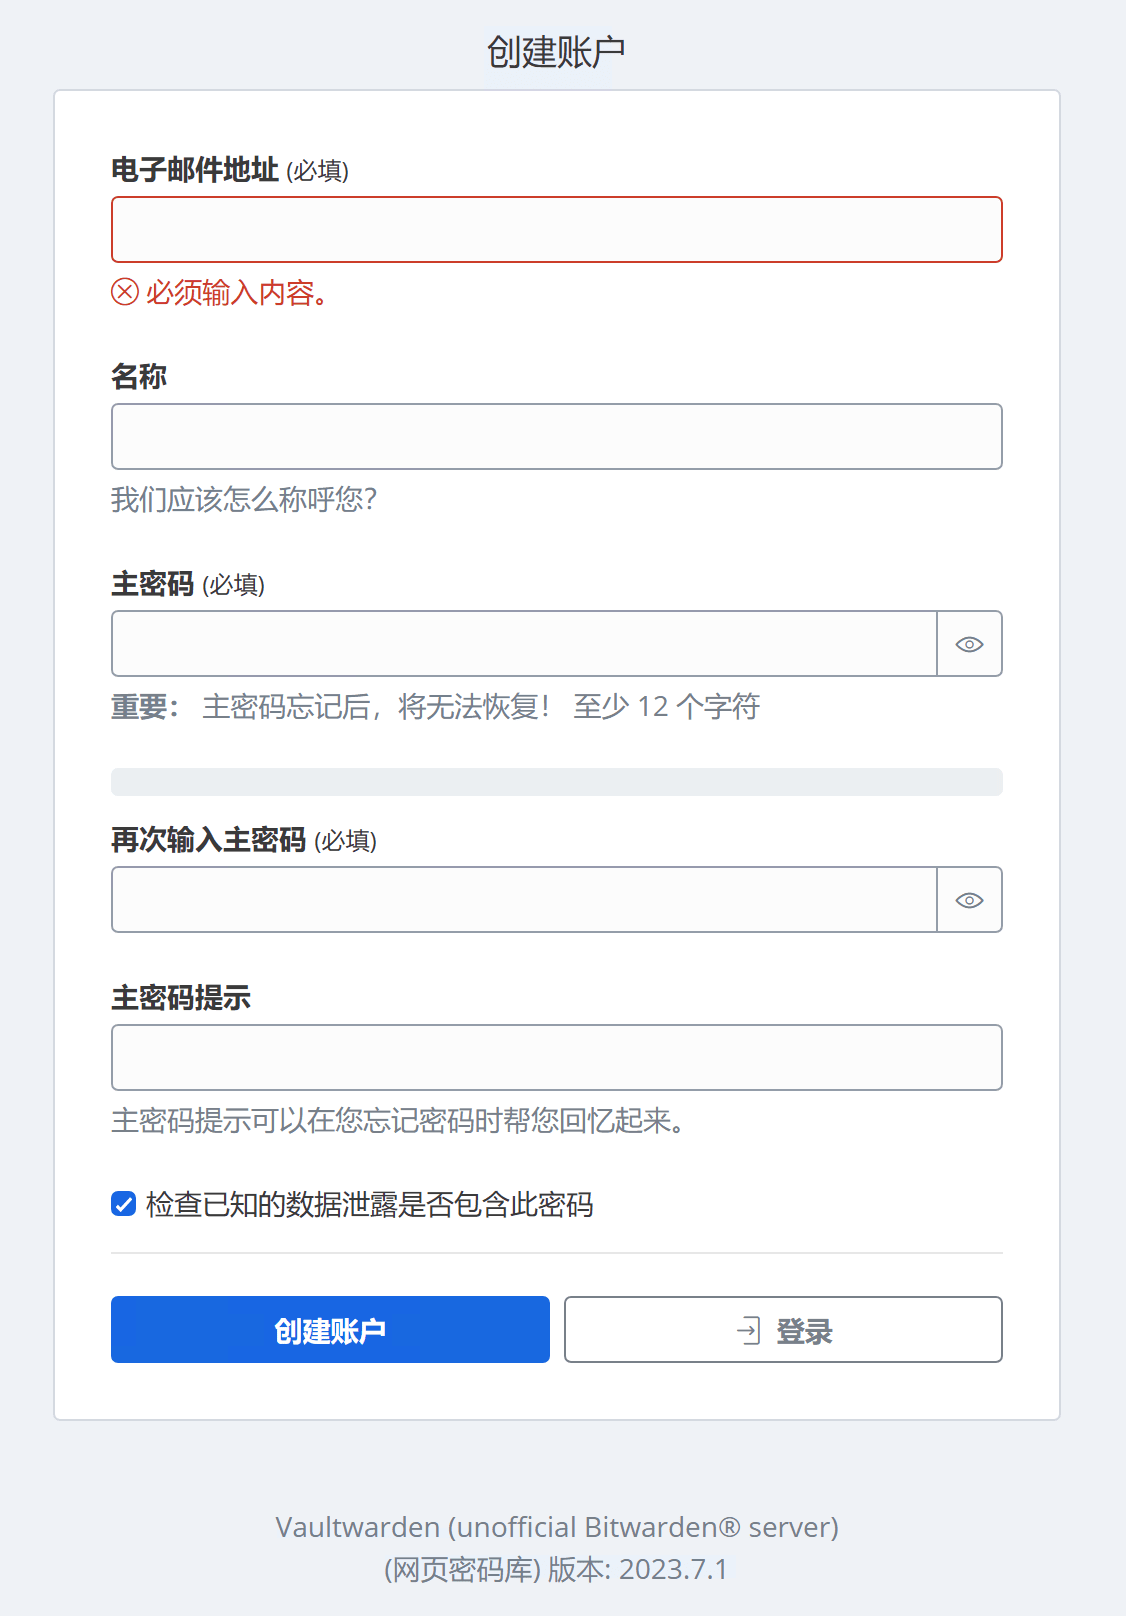 创建账户
电子邮件地址 (必填)
必须输入内容。
名称
我们应该怎么称呼您？
主密码 (必填)
重要： 主密码忘记后，将无法恢复！ 至少 12 个字符
再次输入主密码 (必填)
主密码提示
主密码提示可以在您忘记密码时帮您回忆起来。
检查已知的数据泄露是否包含此密码
创建账户
登录
Vaultwarden (unofficial Bitwarden® server)
(网页密码库) 版本: 2023.7.1